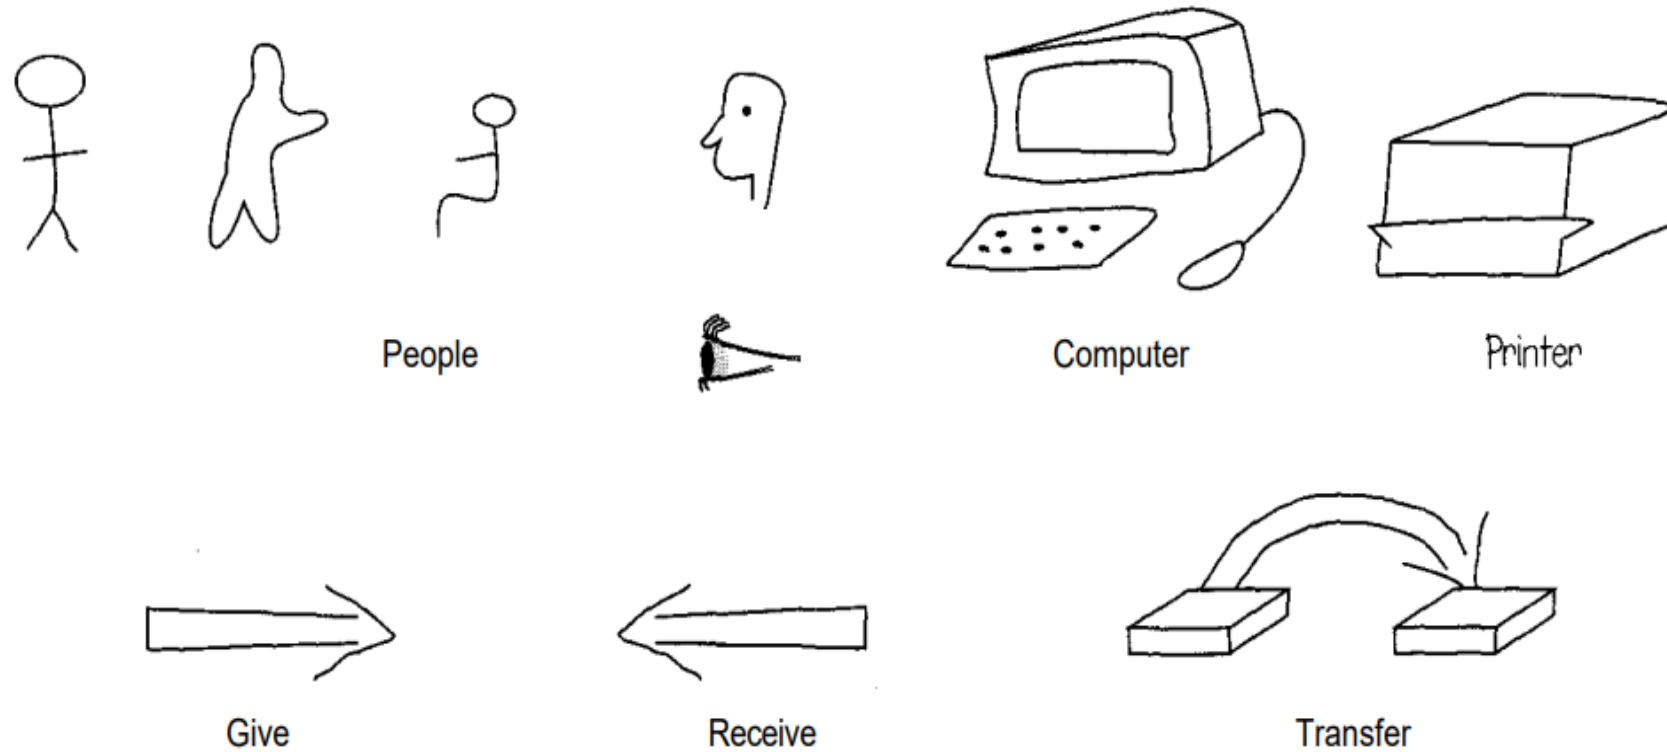 People
Computer
Printer
Give
Receive
Transfer